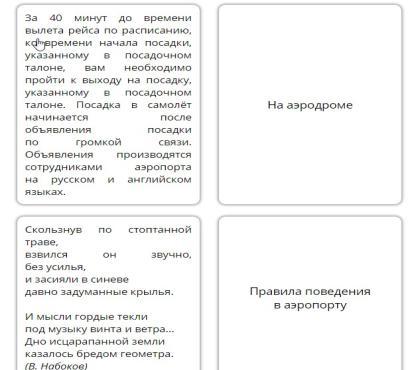 За 40 минут до времени
вылета рейса по расписанию,
ко времени начала посадки,
указанному в посадочном
талоне, вам необходимо
пройти к выходу на посадку,
указанному в посадочном
талоне. Посадка в самолёт
начинается после
объявления посадки
по громкой связи.
Объявления производятся
сотрудниками аэропорта
на русском и английском
языках.
На аэродроме
Скользнув по стоптанной
траве,
взвился он звучно,
без усилья,
и засияли в синеве
давно задуманные крылья.
И мысли гордые текли
под музыку винта и ветра...
Дно исцарапанной земли
казалось бредом геометра.
(В. Набоков)
Правила поведения
в аэропорту